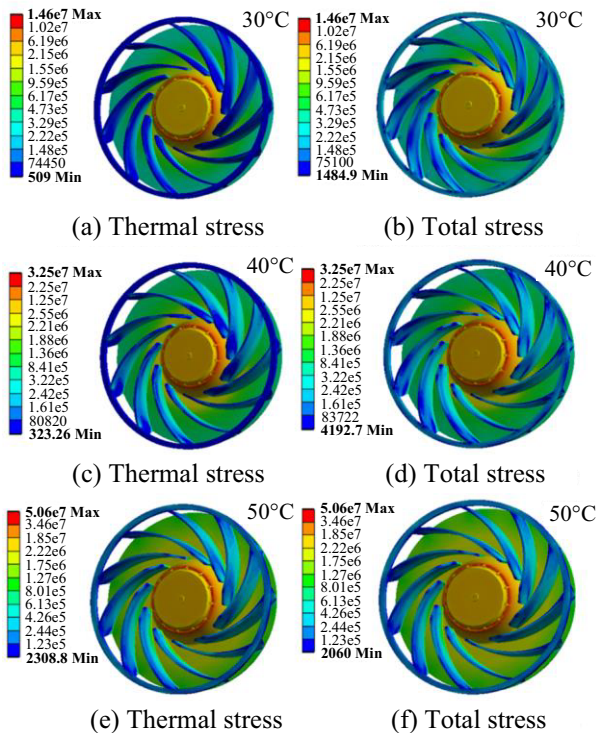 1.46e7 Max
1.02e7
6.19e6
2.15e6
1.55e6
9.59e5
6.17e5
4.73e5
3.29e5
2.22e5
1.48e5
74450
509 Min
30°C
(a) Thermal stress
1.46e7 Max
1.02e7
6.19e6
2.15e6
1.55e6
9.59e5
6.17e5
4.73e5
3.29e5
2.22e5
1.48e5
75100
1484.9 Min
30°C
(b) Total stress
3.25e7 Max
2.25e7
1.25e7
2.55e6
2.21e6
1.88e6
1.36e6
8.41e5
3.22e5
2.42e5
1.61e5
80820
323.26 Min
40°C
(c) Thermal stress
3.25e7 Max
2.25e7
1.25e7
2.55e6
2.21e6
1.88e6
1.36e6
8.41e5
3.22e5
2.42e5
1.61e5
83722
4192.7 Min
40°C
(d) Total stress
5.06e7 Max
3.46e7
1.85e7
2.22e6
1.75e6
1.27e6
8.01e5
6.13e5
4.26e5
2.44e5
1.23e5
2308.8 Min
50°C
(e) Thermal stress
5.06e7 Max
3.46e7
1.85e7
2.22e6
1.75e6
1.27e6
8.01e5
6.13e5
4.26e5
2.44e5
1.23e5
2060 Min
50°C
(f) Total stress